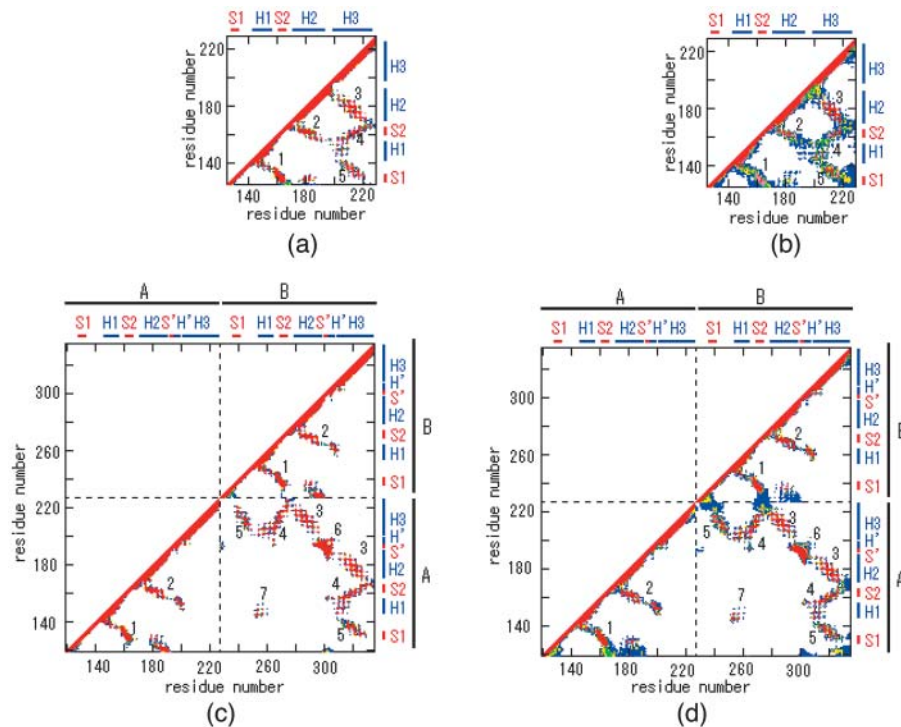 S1 H1 S2 H2 H3
S1 H1 S2 H2 H3
220
180
140
residue number
3
2
4
1
5
H3
H2
S2
H1
S1
140 180 220
residue number
(a)
220
180
140
residue number
3
2
4
1
5
H3
H2
S2
H1
S1
140 180 220
residue number
(b)
A B
S1 H1 S2 H2 S' H' H3 S1 H1 S2 H2 S' H' H3
300
260
220
180
140
residue number
2
1
5
4
3
6
3
2
7
4
1
5
H3
H'
S'
H2
S2
H1
S1
B
H3
H'
S'
H2
S2
H1
S1
A
140 180 220 260 300
residue number
(c)
A B
S1 H1 S2 H2 S' H' H3 S1 H1 S2 H2 S' H' H3
300
260
220
180
140
residue number
2
1
5
4
3
6
3
2
7
4
1
5
H3
H'
S'
H2
S2
H1
S1
B
H3
H'
S'
H2
S2
H1
S1
A
140 180 220 260 300
residue number
(d)